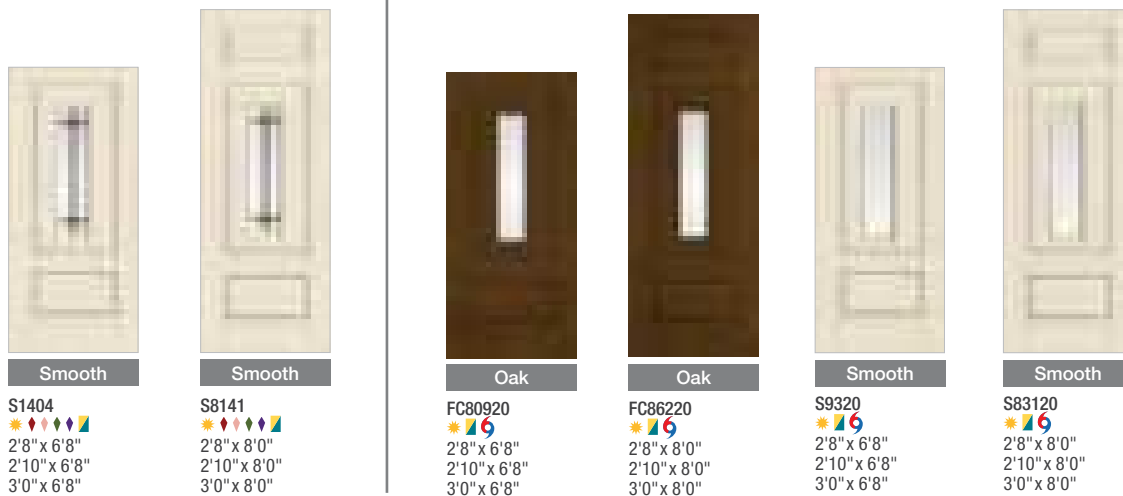 Smooth
S1404
2'8" x 6'8"
2'10" x 6'8"
3'0" x 6'8"
Smooth
S8141
2'8" x 8'0"
2'10" x 8'0"
3'0" x 8'0"
Oak
FC80920
2'8" x 6'8"
2'10" x 6'8"
3'0" x 6'8"
Oak
FC86220
2'8" x 8'0"
2'10" x 8'0"
3'0" x 8'0"
Smooth
S9320
2'8" x 6'8"
2'10" x 6'8"
3'0" x 6'8"
Smooth
S83120
2'8" x 8'0"
2'10" x 8'0"
3'0" x 8'0"